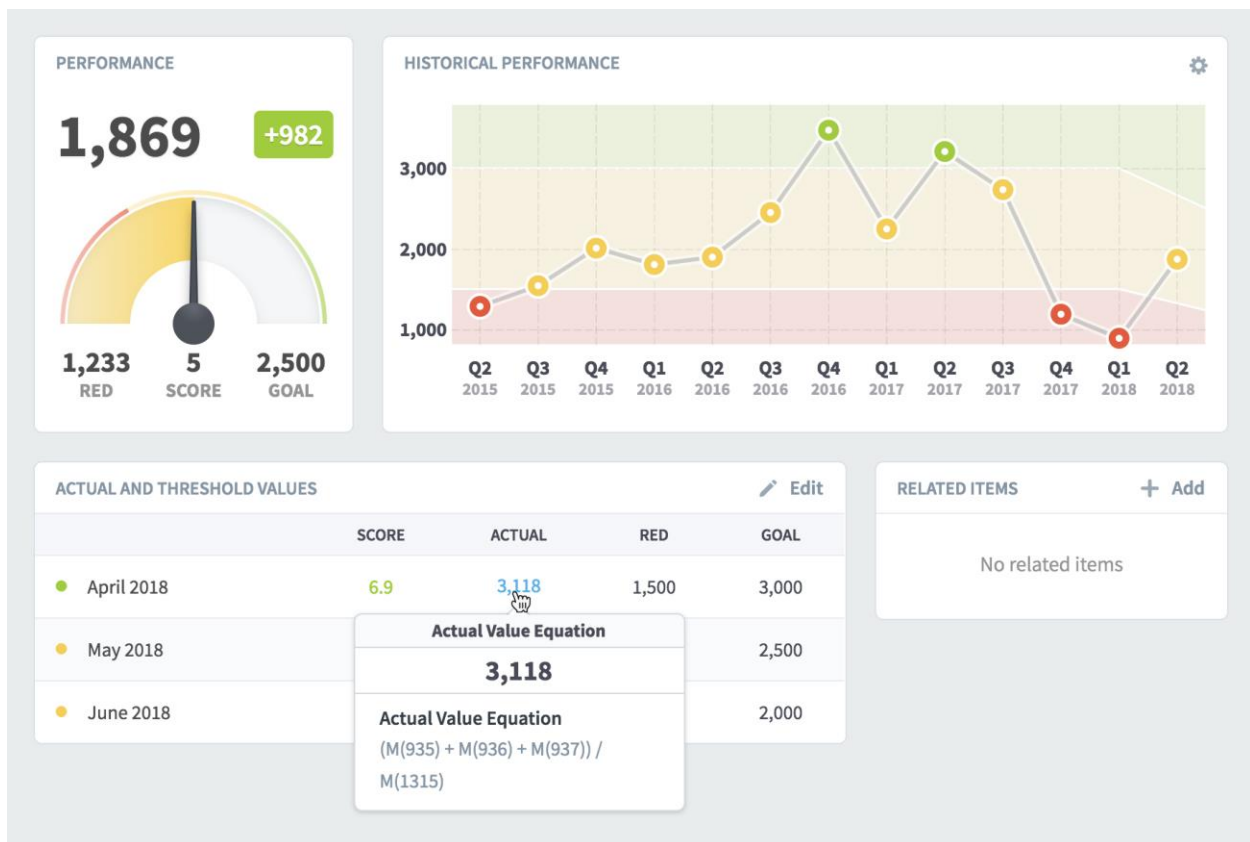 PERFORMANCE
1,869
+982
1,233
RED
5
SCORE
2,500
GOAL
HISTORICAL PERFORMANCE
3,000
2,000
1,000
Q2 Q3 Q4 Q1 Q2 Q3 Q4 Q1 Q2 Q3 Q4 Q1 Q2
2015 2015 2015 2016 2016 2016 2016 2017 2017 2017 2017 2018 2018
ACTUAL AND THRESHOLD VALUES Edit
SCORE ACTUAL RED GOAL
April 2018 6.9 3,118 1,500 3,000
May 2018 2,500
June 2018 2,000
Actual Value Equation
3,118
Actual Value Equation
(M(935) + M(936) + M(937)) /
M(1315)
RELATED ITEMS + Add
No related items